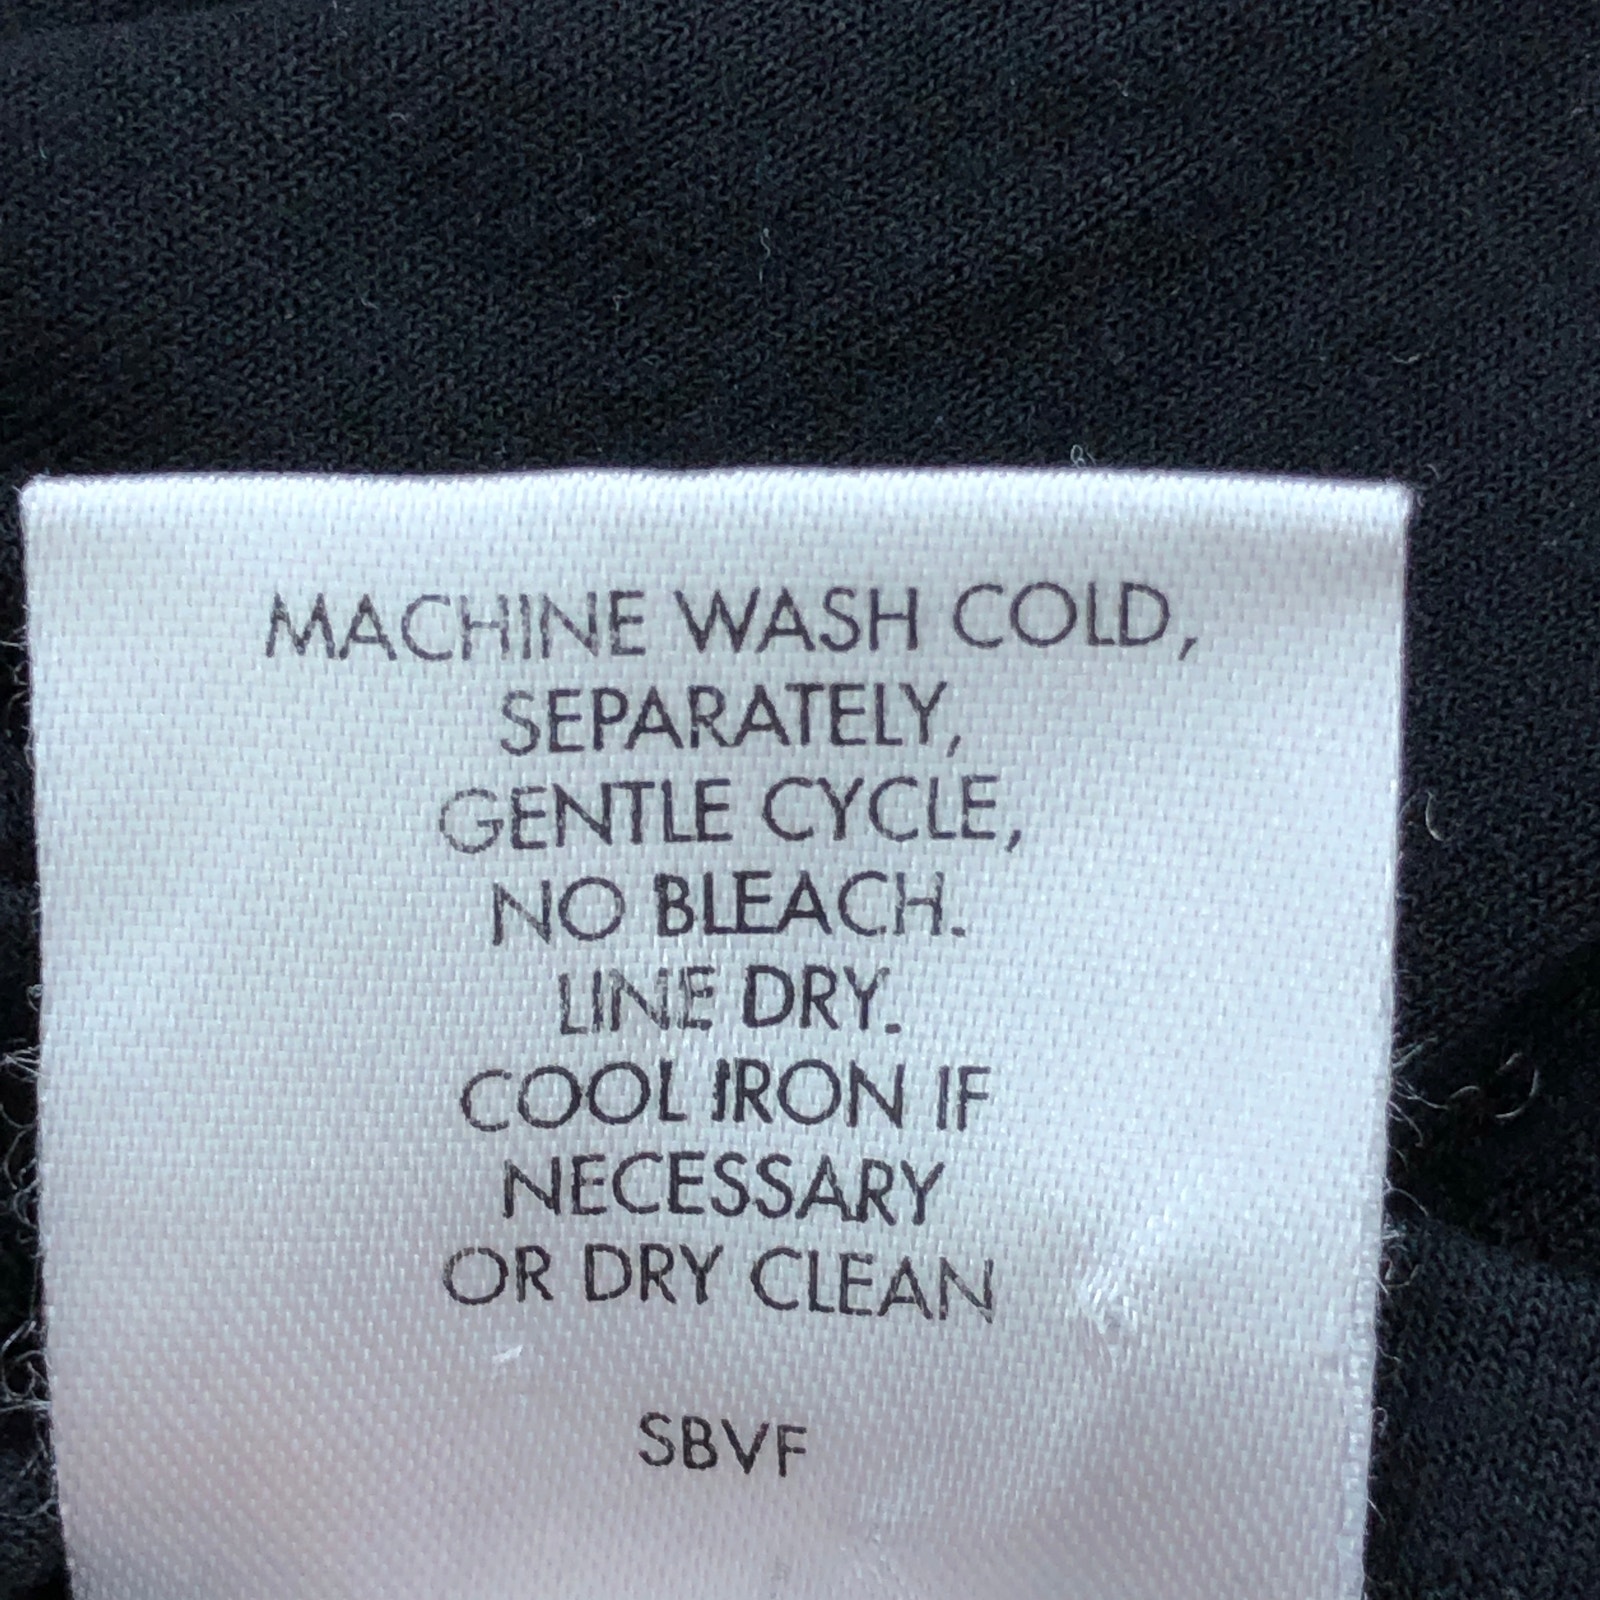 MACHINE WASH COLD,
SEPARATELY,
GENTLE CYCLE,
NO BLEACH.
LINE DRY.
COOL IRON IF
NECESSARY
OR DRY CLEAN
SBVF